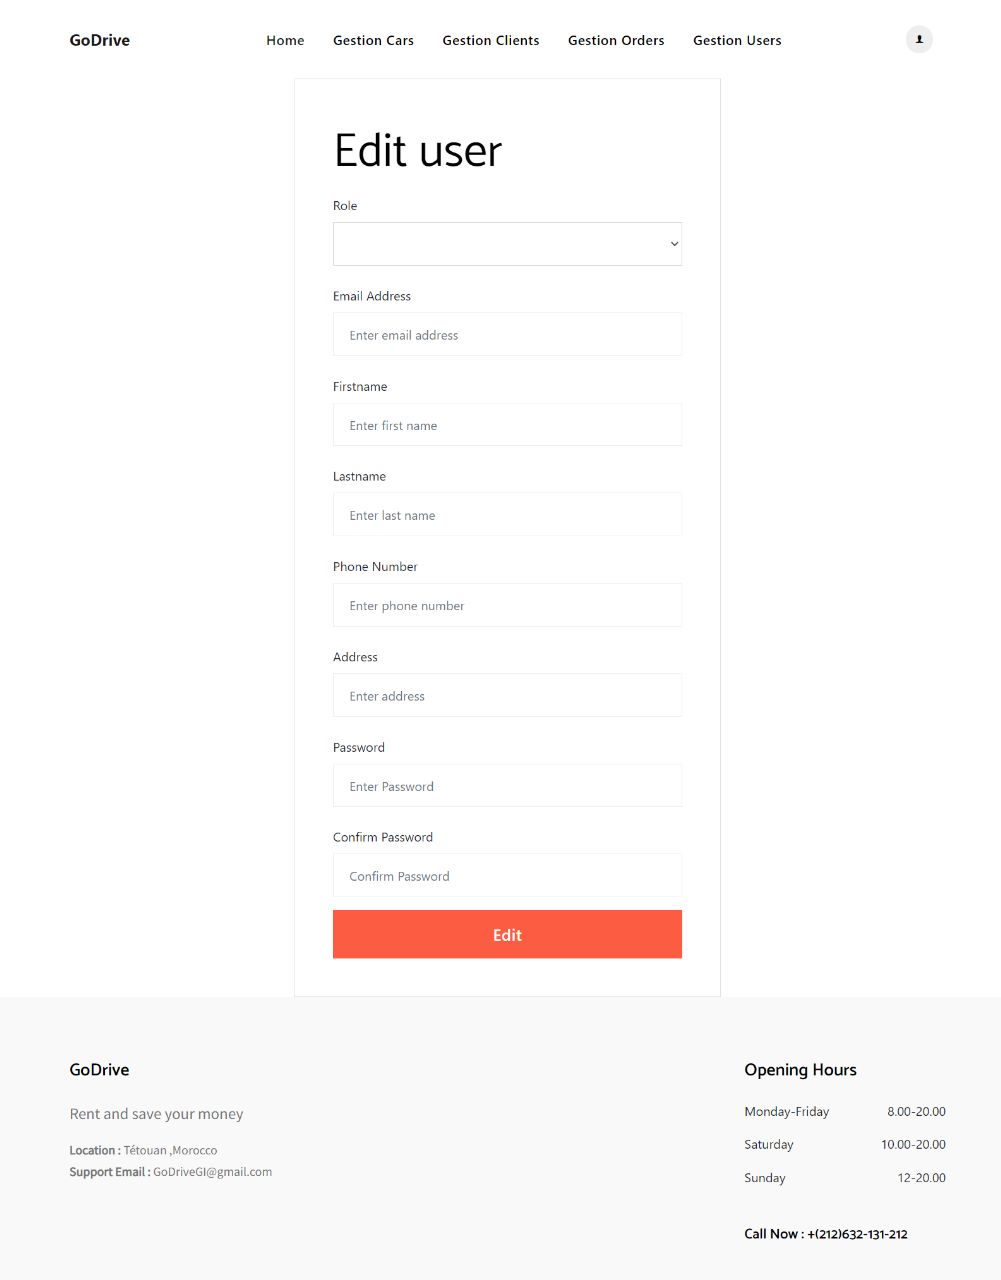 GoDrive
Home Gestion Cars Gestion Clients Gestion Orders Gestion Users
Edit user
Role
Email Address
Enter email address
Firstname
Enter first name
Lastname
Enter last name
Phone Number
Enter phone number
Address
Enter address
Password
Enter Password
Confirm Password
Confirm Password
Edit
GoDrive
Rent and save your money
Location : Tétouan ,Morocco
Support Email : GoDriveGI@gmail.com
Opening Hours
Monday-Friday 8.00-20.00
Saturday 10.00-20.00
Sunday 12-20.00
Call Now : +(212)632-131-212